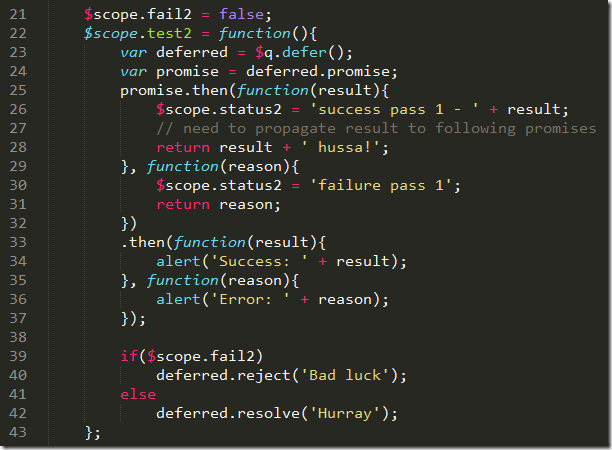 21 $scope.fail2 = false;
22 $scope.test2 = function(){
23 var deferred = $q.defer();
24 var promise = deferred.promise;
25 promise.then(function(result){
26 $scope.status2 = 'success pass 1 - ' + result;
27 // need to propagate result to following promises
28 return result + ' hussa!';
29 }, function(reason){
30 $scope.status2 = 'failure pass 1';
31 return reason;
32 })
33 .then(function(result){
34 alert('Success: ' + result);
35 }, function(reason){
36 alert('Error: ' + reason);
37 });
38
39 if($scope.fail2)
40 deferred.reject('Bad luck');
41 else
42 deferred.resolve('Hurray');
43 };